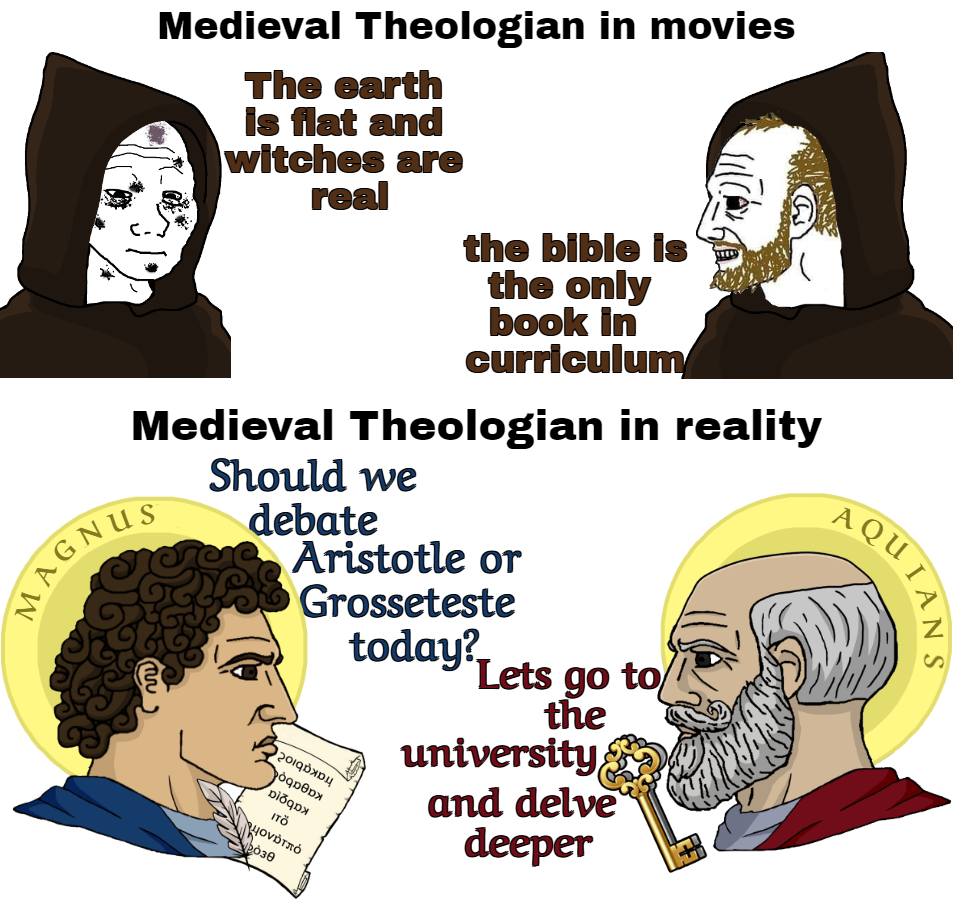 Medieval Theologian in movies
The earth
is flat and
witches are
real
the bible is
the only
book in
curriculum
Medieval Theologian in reality
Should we
debate
Aristotle or
Grosseteste
today?
Lets go to
the
university
and delve
deeper
MAGNUS
AQUIANS